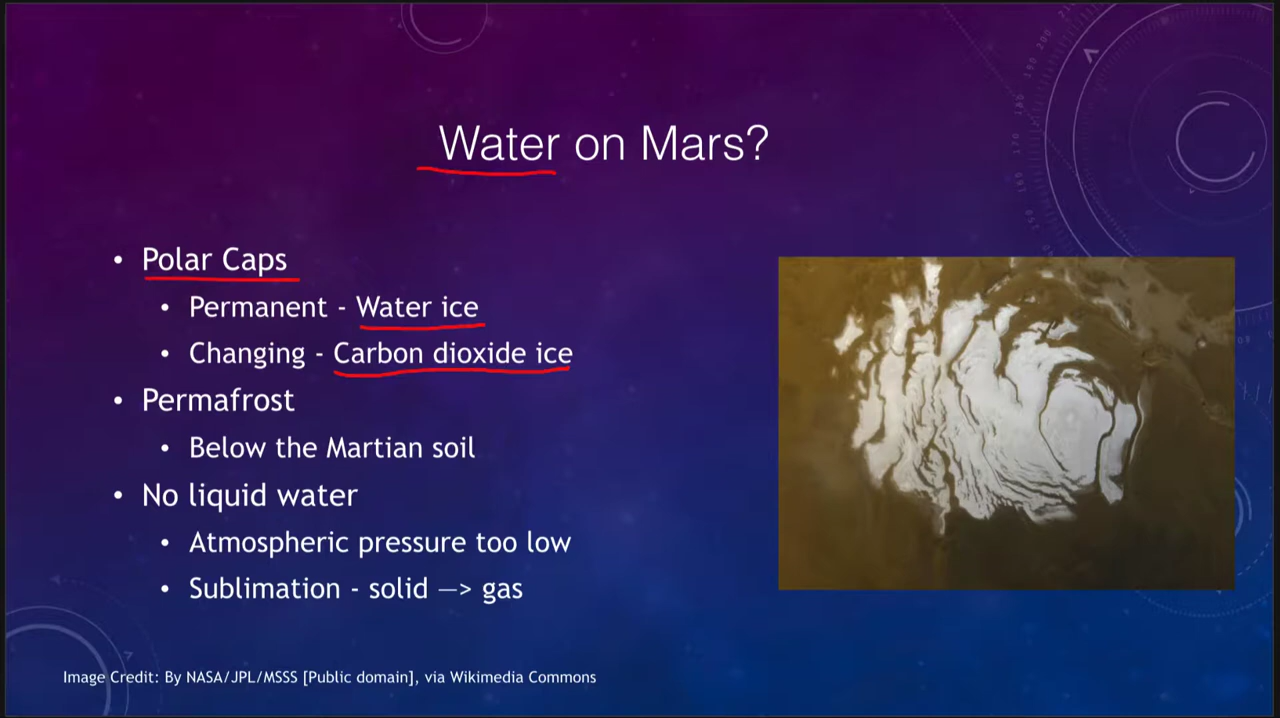 Water on Mars?
• Polar Caps
• Permanent - Water ice
• Changing - Carbon dioxide ice
• Permafrost
• Below the Martian soil
• No liquid water
• Atmospheric pressure too low
• Sublimation - solid —> gas
Image Credit: By NASA/JPL/MSSS [Public domain], via Wikimedia Commons